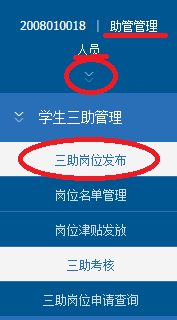 2008010018 | 助管管理
人员
学生三助管理
三助岗位发布
岗位名单管理
岗位津贴发放
三助考核
三助岗位申请查询